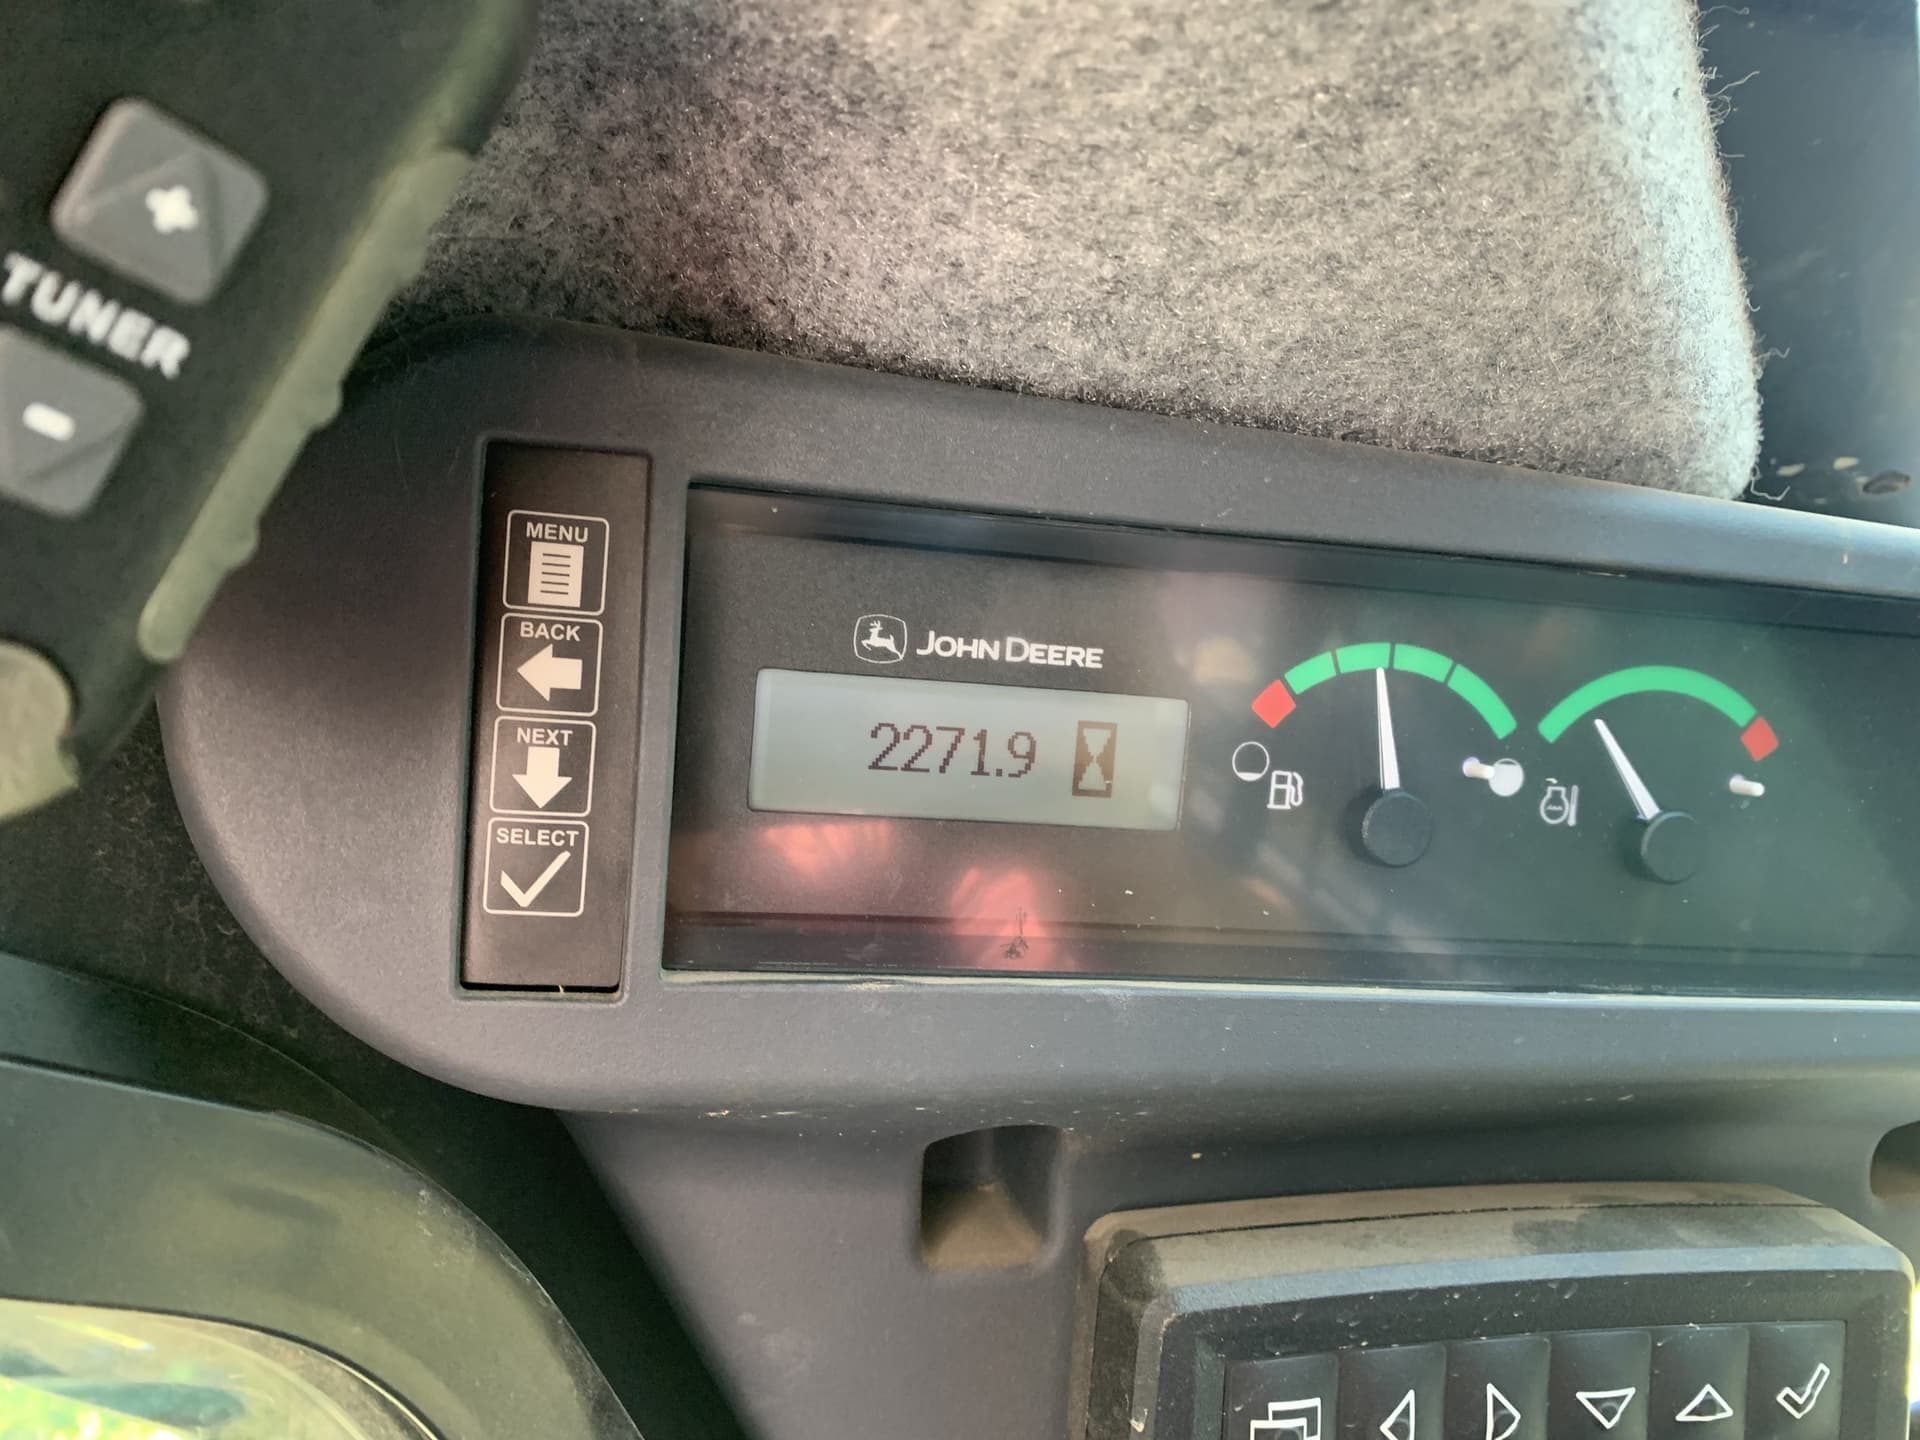 TUNER
MENU
BACK
NEXT
SELECT
JOHN DEERE
2271.9